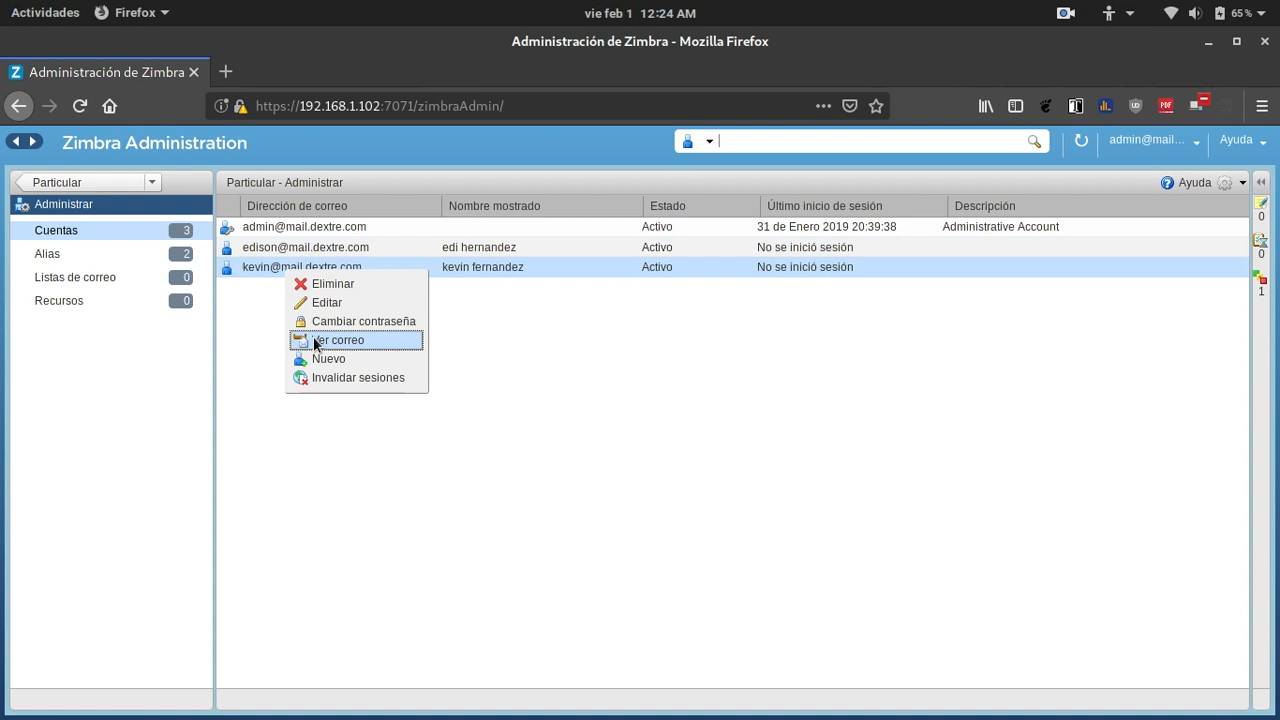 Actividades Firefox vie feb 1 12:24 AM 65%
Administración de Zimbra - Mozilla Firefox
Administración de Zimbra
https://192.168.1.102:7071/zimbraAdmin/
Zimbra Administration admin@mail... Ayuda
Particular Particular - Administrar Ayuda
Administrar Dirección de correo Nombre mostrado Estado Último inicio de sesión Descripción
Cuentas 3 admin@mail.dextre.com Activo 31 de Enero 2019 20:39:38 Administrative Account 0
Alias 2 edison@mail.dextre.com edi hernandez Activo No se inició sesión 0
Listas de correo 0 kevin@mail.dextre.com kevin fernandez Activo No se inició sesión 1
Recursos 0
Eliminar
Editar
Cambiar contraseña
Ver correo
Nuevo
Invalidar sesiones